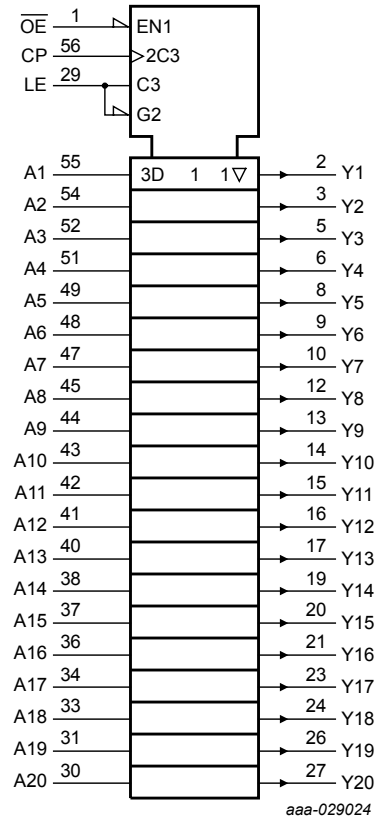 O̅E̅ 1 EN1
CP 56 2C3
LE 29 C3
G2
A1 55 3D 1 1▽ 2 Y1
A2 54 3 Y2
A3 52 5 Y3
A4 51 6 Y4
A5 49 8 Y5
A6 48 9 Y6
A7 47 10 Y7
A8 45 12 Y8
A9 44 13 Y9
A10 43 14 Y10
A11 42 15 Y11
A12 41 16 Y12
A13 40 17 Y13
A14 38 19 Y14
A15 37 20 Y15
A16 36 21 Y16
A17 34 23 Y17
A18 33 24 Y18
A19 31 26 Y19
A20 30 27 Y20
aaa-029024